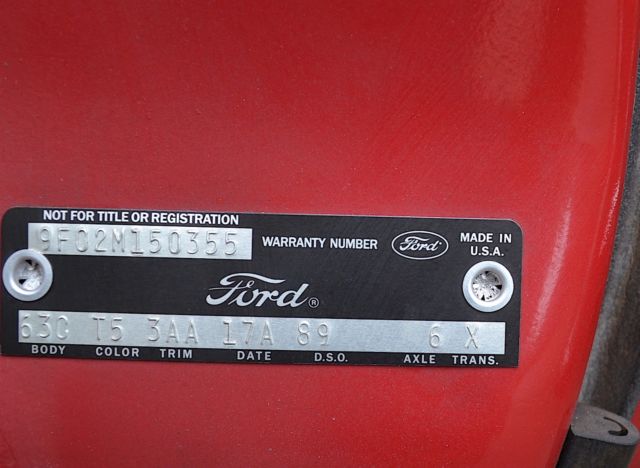 NOT FOR TITLE OR REGISTRATION
9F02M150355 WARRANTY NUMBER Ford MADE IN U.S.A.
Ford ®
63C T5 3AA 17A 89 6 X
BODY COLOR TRIM DATE D.S.O. AXLE TRANS.